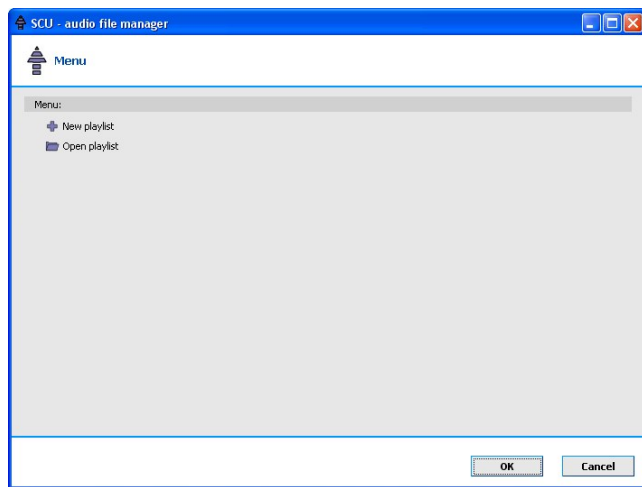 SCU - audio file manager
Menu
Menu:
New playlist
Open playlist
OK
Cancel